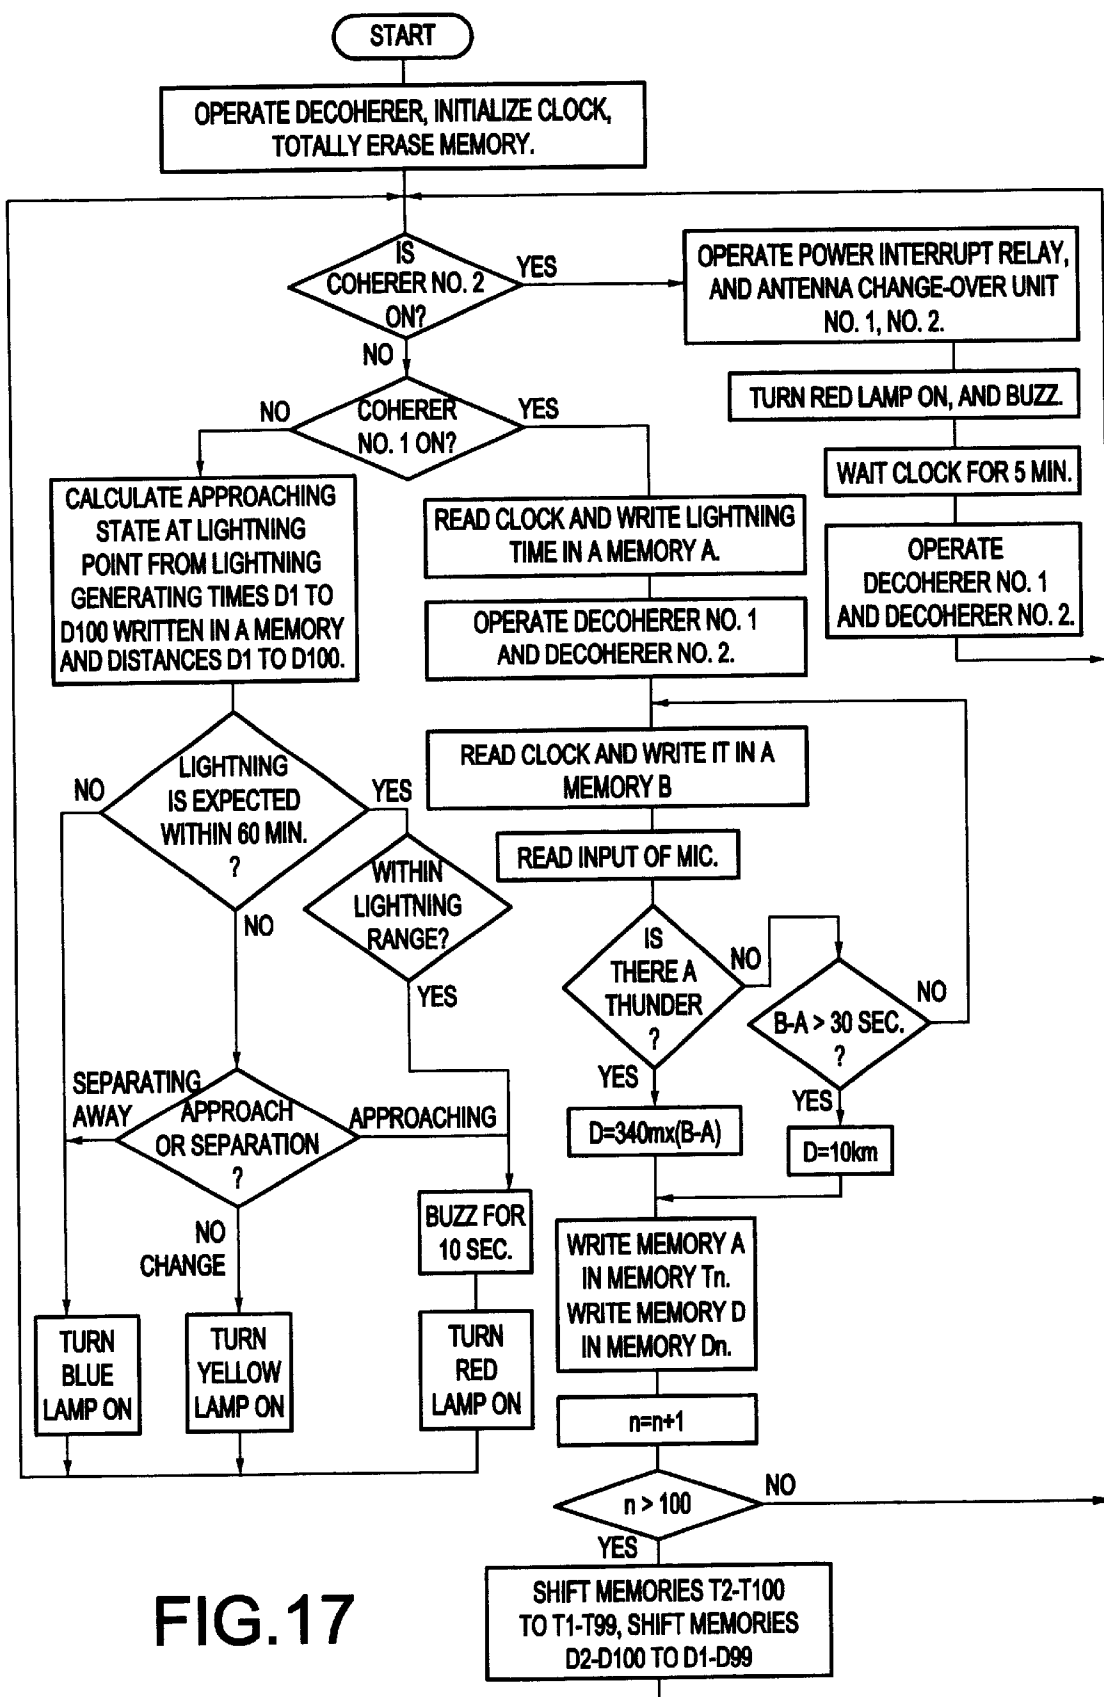 START
OPERATE DECOHERER, INITIALIZE CLOCK,
TOTALLY ERASE MEMORY.
IS
COHERER NO. 2
ON?
YES
NO
OPERATE POWER INTERRUPT RELAY,
AND ANTENNA CHANGE-OVER UNIT
NO. 1, NO. 2.
TURN RED LAMP ON, AND BUZZ.
WAIT CLOCK FOR 5 MIN.
OPERATE
DECOHERER NO. 1
AND DECOHERER NO. 2.
COHERER
NO. 1 ON?
NO
YES
CALCULATE APPROACHING
STATE AT LIGHTNING
POINT FROM LIGHTNING
GENERATING TIMES D1 TO
D100 WRITTEN IN A MEMORY
AND DISTANCES D1 TO D100.
READ CLOCK AND WRITE LIGHTNING
TIME IN A MEMORY A.
OPERATE DECOHERER NO. 1
AND DECOHERER NO. 2.
READ CLOCK AND WRITE IT IN A
MEMORY B
READ INPUT OF MIC.
LIGHTNING
IS EXPECTED
WITHIN 60 MIN.
?
NO
YES
NO
WITHIN
LIGHTNING
RANGE?
YES
IS
THERE A
THUNDER
?
NO
YES
B-A > 30 SEC.
?
NO
YES
D=340mx(B-A)
D=10km
SEPARATING
AWAY
APPROACH
OR SEPARATION
?
APPROACHING
NO
CHANGE
BUZZ FOR
10 SEC.
TURN
BLUE
LAMP ON
TURN
YELLOW
LAMP ON
TURN
RED
LAMP ON
WRITE MEMORY A
IN MEMORY Tn.
WRITE MEMORY D
IN MEMORY Dn.
n=n+1
n > 100
NO
YES
SHIFT MEMORIES T2-T100
TO T1-T99, SHIFT MEMORIES
D2-D100 TO D1-D99
FIG.17